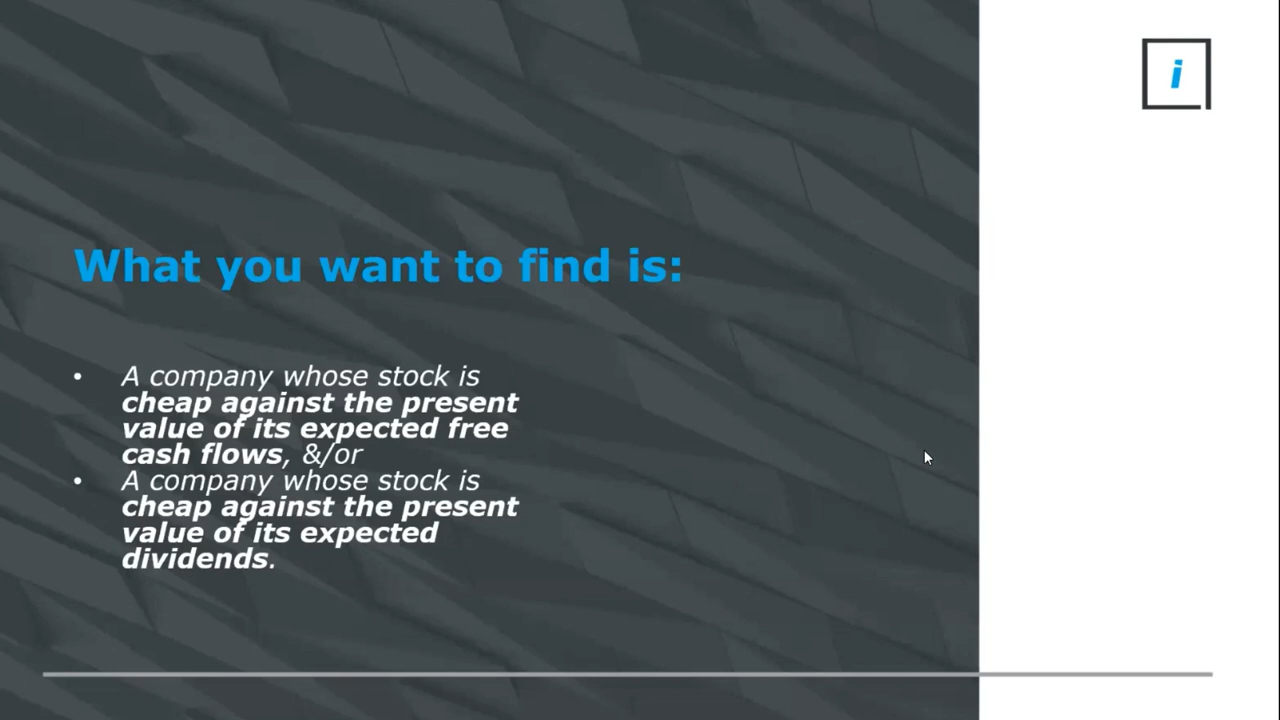 i
What you want to find is:
• A company whose stock is
cheap against the present
value of its expected free
cash flows, &/or
• A company whose stock is
cheap against the present
value of its expected
dividends.